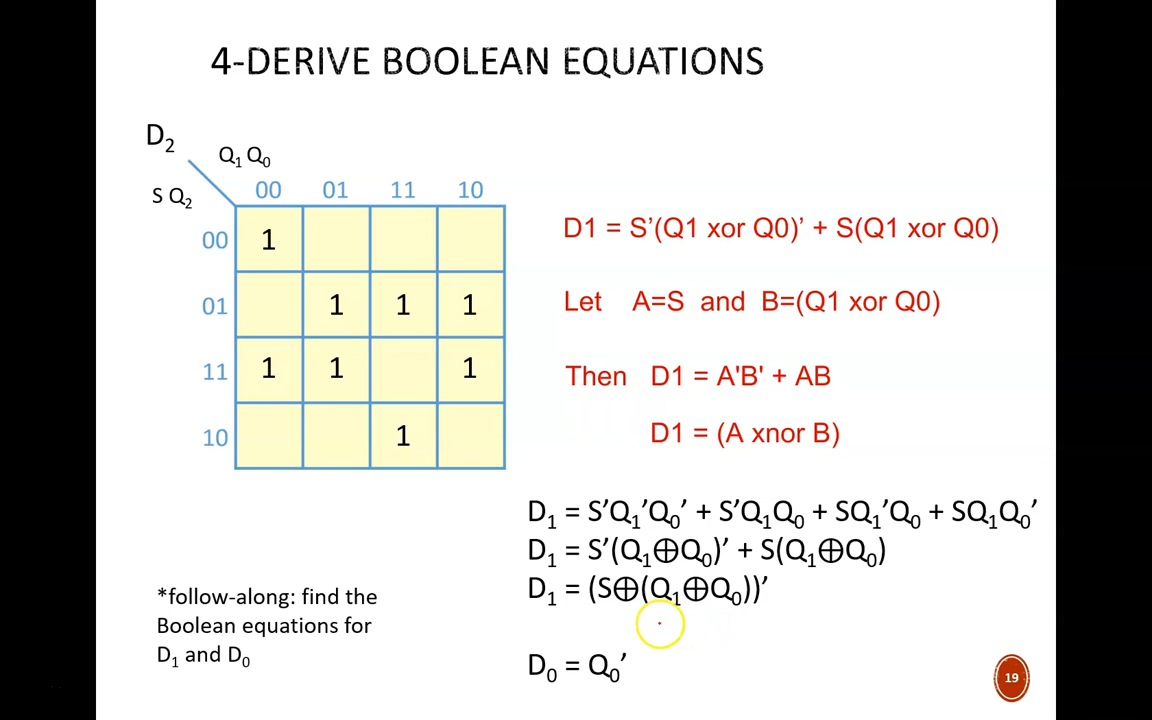 4-DERIVE BOOLEAN EQUATIONS
D₂
Q₁ Q₀
S Q₂
00 01 11 10
00 1
01 1 1 1
11 1 1 1
10 1
D1 = S’(Q1 xor Q0)’ + S(Q1 xor Q0)
Let A=S and B=(Q1 xor Q0)
Then D1 = A'B' + AB
D1 = (A xnor B)
D₁ = S’Q₁’Q₀’ + S’Q₁Q₀ + SQ₁’Q₀ + SQ₁Q₀’
D₁ = S’(Q₁⊕Q₀)’ + S(Q₁⊕Q₀)
D₁ = (S⊕(Q₁⊕Q₀))’
D₀ = Q₀’
*follow-along: find the
Boolean equations for
D₁ and D₀
19